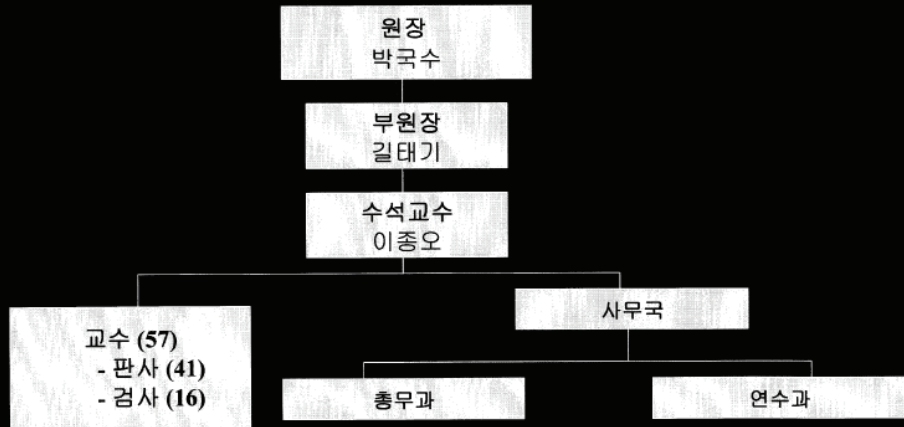 원장
박국수
부원장
길태기
수석교수
이종오
사무국
교수 (57)
- 판사 (41)
- 검사 (16)
총무과
연수과